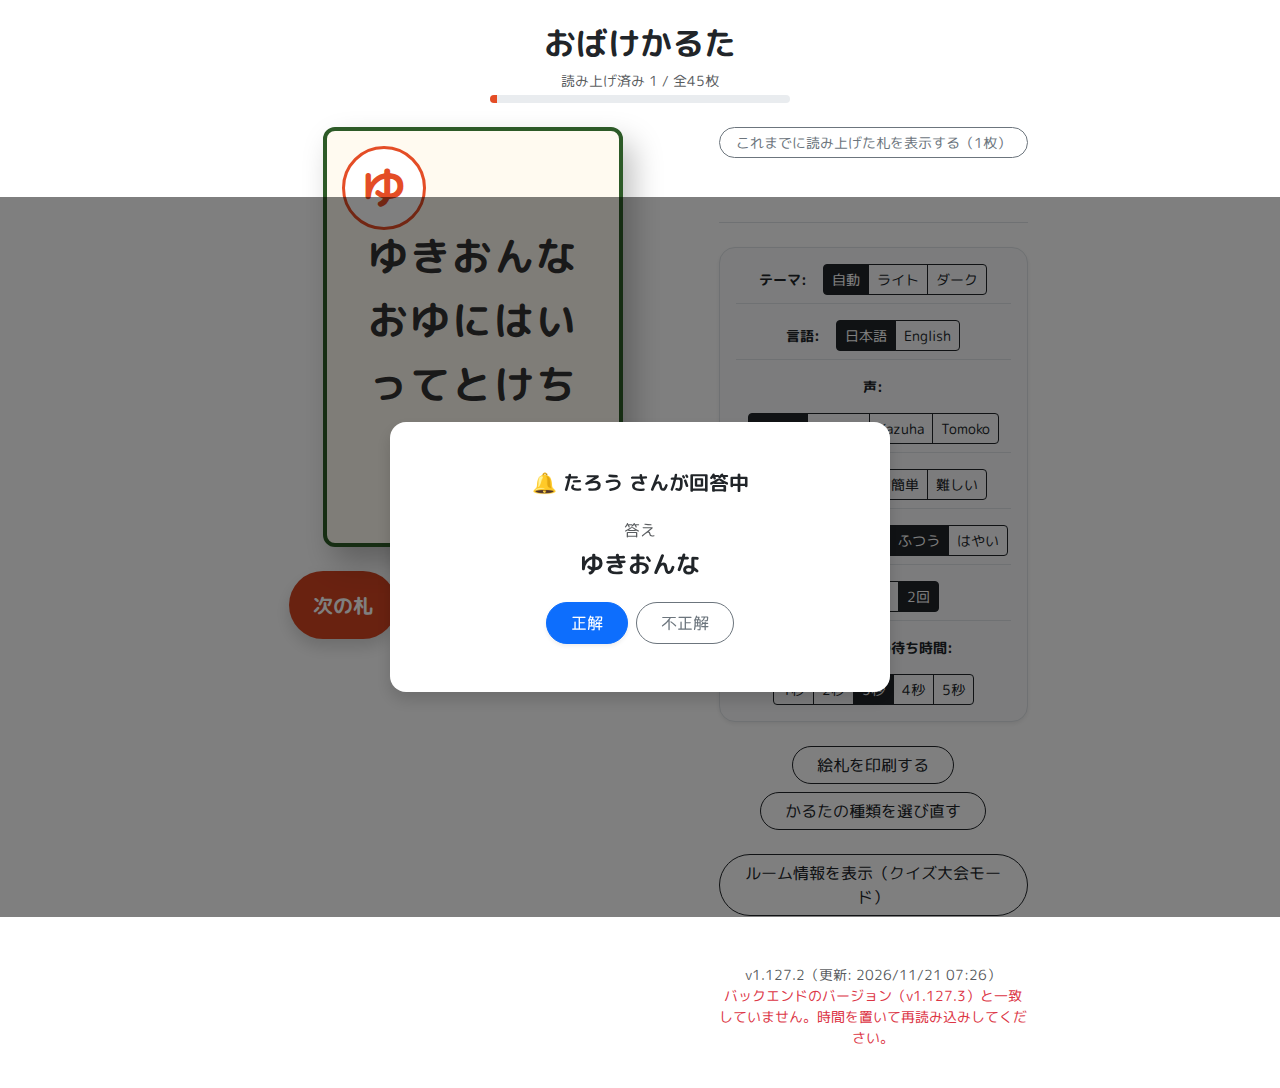 おばけかるた
読み上げ済み 1 / 全45枚
ゆ
ゆきおんな
おゆにはい
ってとけち
次の札
これまでに読み上げた札を表示する（1枚）
テーマ: 自動 ライト ダーク
言語: 日本語 English
声:
azuha Tomoko
簡単 難しい
ふつう はやい
2回
待ち時間:
4秒 5秒
🔔 たろう さんが回答中
答え
ゆきおんな
正解 不正解
絵札を印刷する
かるたの種類を選び直す
ルーム情報を表示（クイズ大会モー
ド）
v1.127.2（更新: 2026/11/21 07:26）
バックエンドのバージョン（v1.127.3）と一致
していません。時間を置いて再読み込みしてくだ
さい。